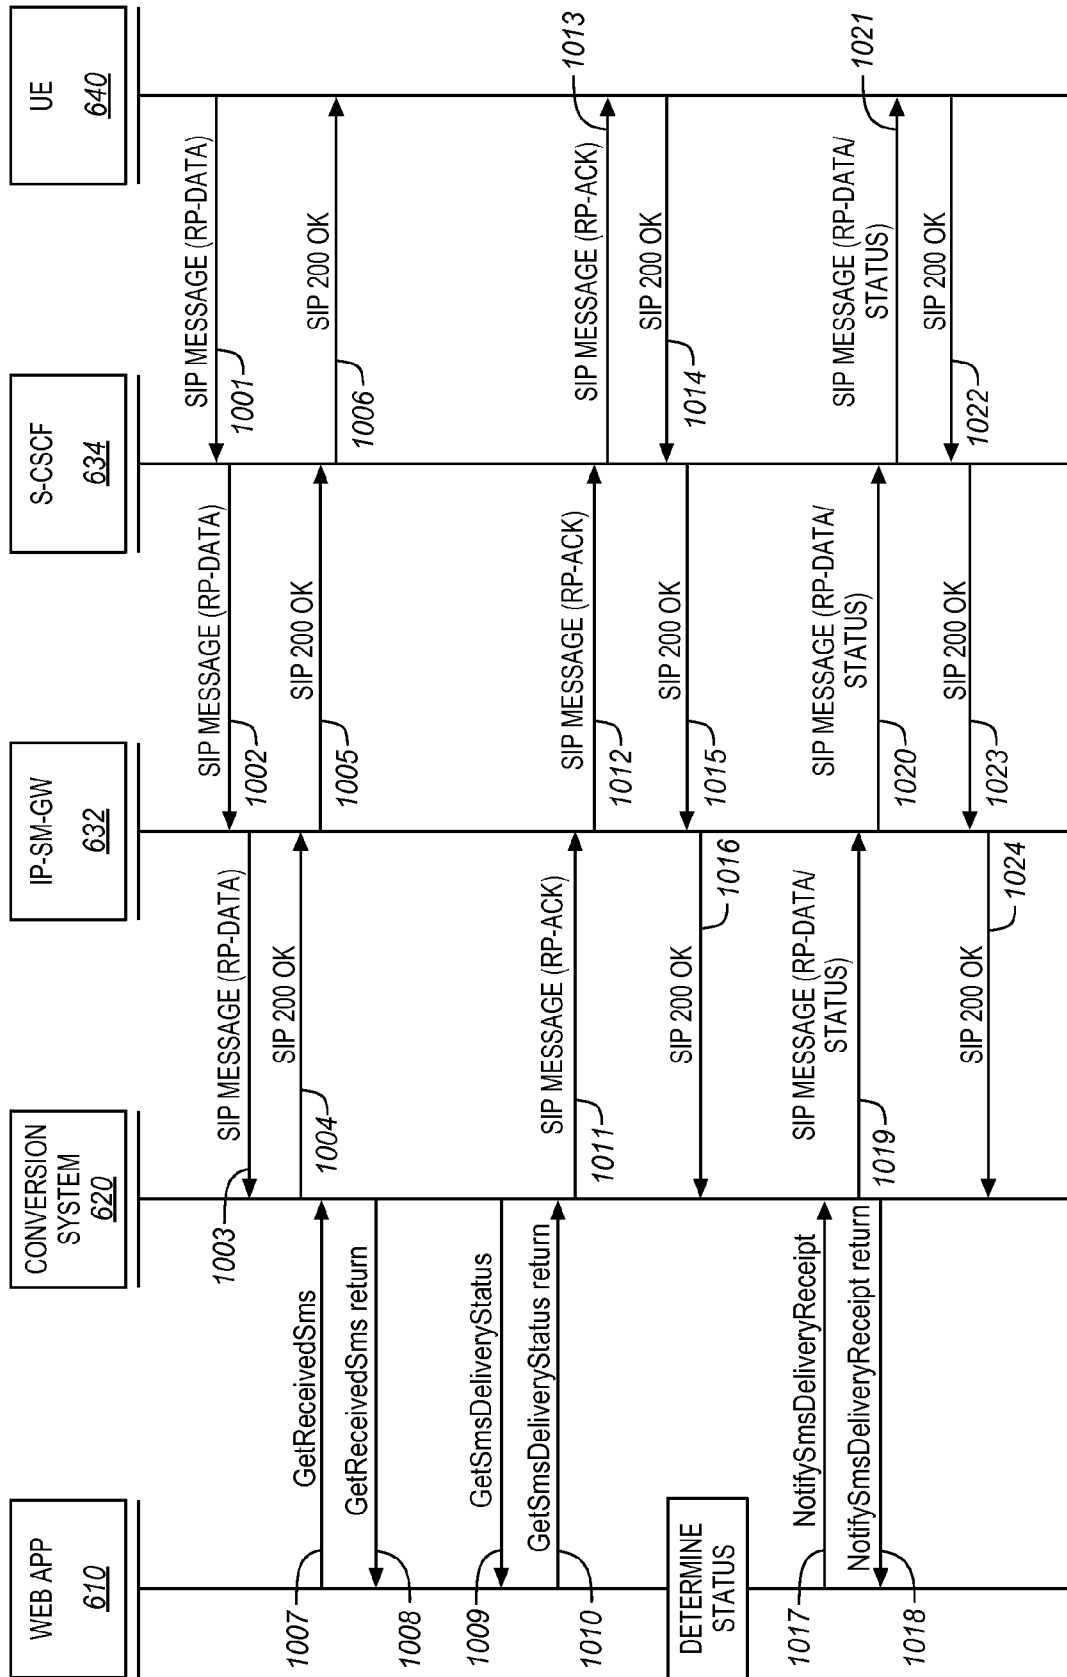 WEB APP
610
CONVERSION
SYSTEM
620
IP-SM-GW
632
S-CSCF
634
UE
640
SIP MESSAGE (RP-DATA)
1001
SIP MESSAGE (RP-DATA)
1002
SIP MESSAGE (RP-DATA)
1003
SIP 200 OK
1004
SIP 200 OK
1005
SIP 200 OK
1006
GetReceivedSms
1007
GetReceivedSms return
1008
GetSmsDeliveryStatus
1009
GetSmsDeliveryStatus return
1010
SIP MESSAGE (RP-ACK)
1011
SIP MESSAGE (RP-ACK)
1012
SIP MESSAGE (RP-ACK)
1013
SIP 200 OK
1014
SIP 200 OK
1015
SIP 200 OK
1016
DETERMINE
STATUS
NotifySmsDeliveryReceipt
1017
NotifySmsDeliveryReceipt return
1018
SIP MESSAGE (RP-DATA/
STATUS)
1019
SIP MESSAGE (RP-DATA/
STATUS)
1020
SIP MESSAGE (RP-DATA/
STATUS)
1021
SIP 200 OK
1022
SIP 200 OK
1023
SIP 200 OK
1024